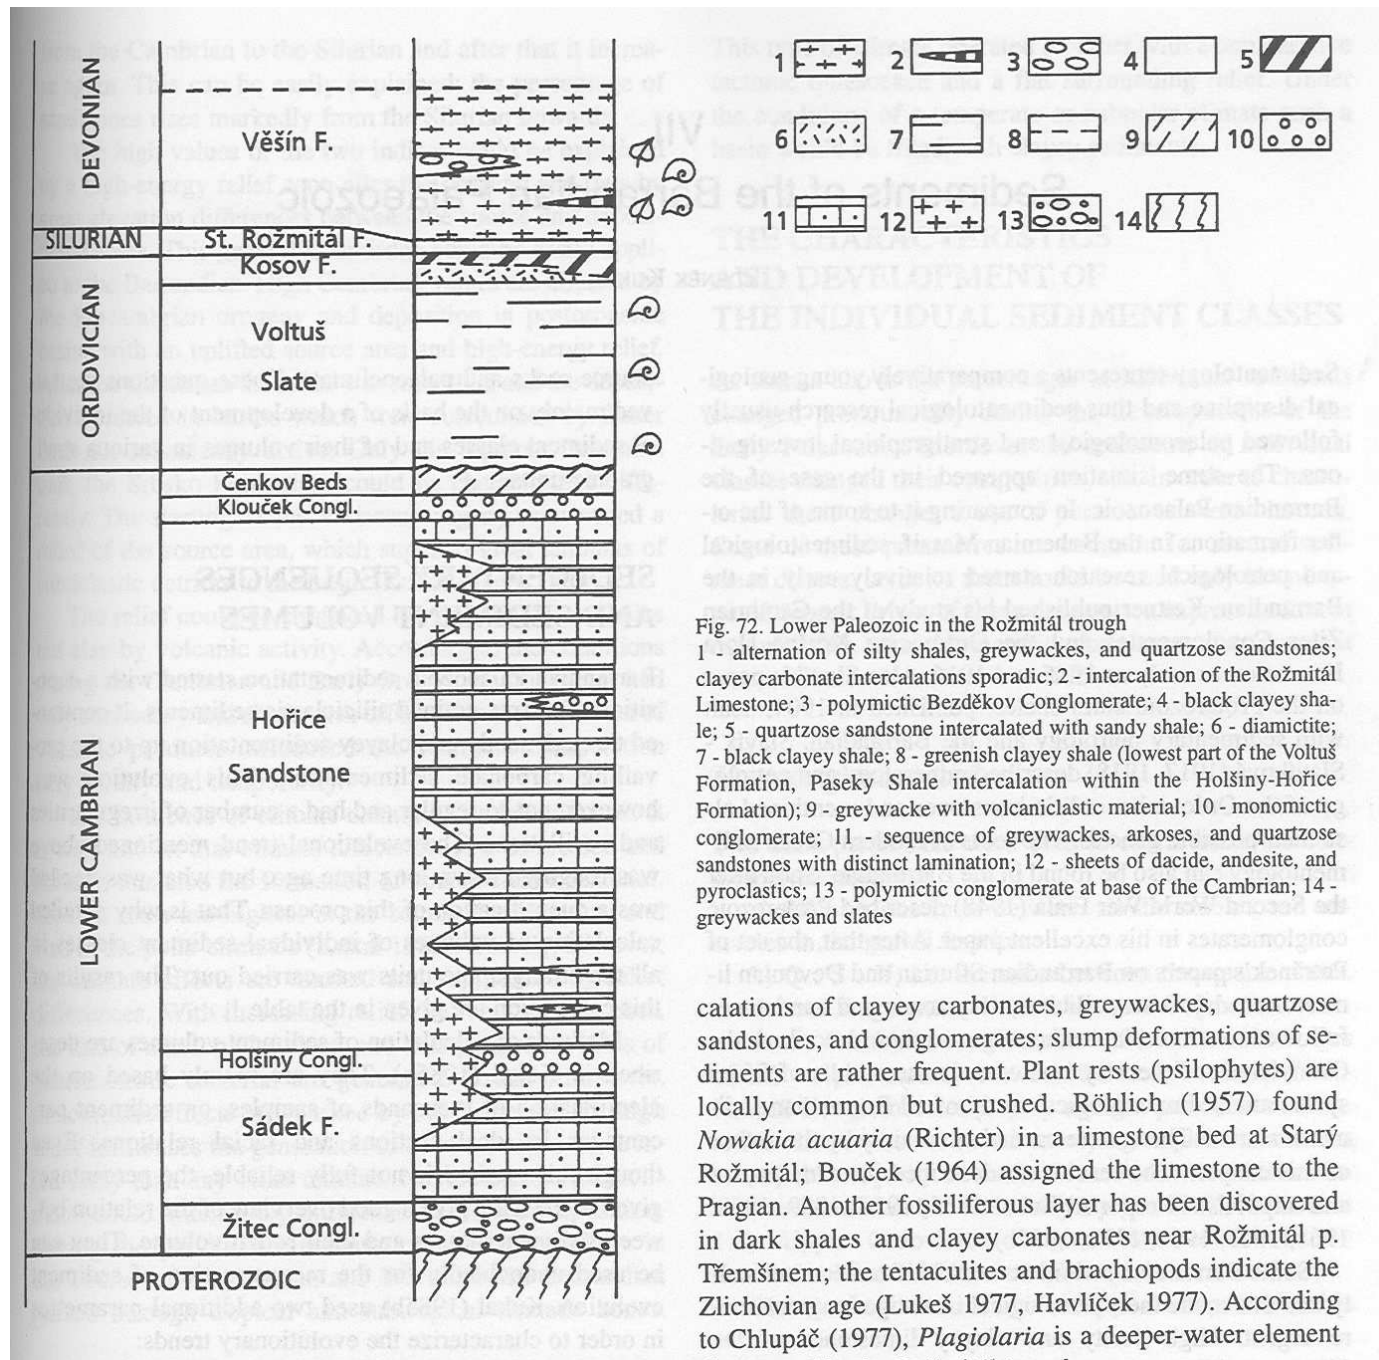 DEVONIAN
Věšín F.
SILURIAN
St. Rožmitál F.
ORDOVICIAN
Kosov F.
Voltuš
Slate
Čenkov Beds
Klouček Congl.
LOWER CAMBRIAN
Hořice
Sandstone
Holšiny Congl.
Sádek F.
Žitec Congl.
PROTEROZOIC
1 2 3 4 5
6 7 8 9 10
11 12 13 14
Fig. 72. Lower Paleozoic in the Rožmitál trough
1 - alternation of silty shales, greywackes, and quartzose sandstones;
clayey carbonate intercalations sporadic; 2 - intercalation of the Rožmitál
Limestone; 3 - polymictic Bezděkov Conglomerate; 4 - black clayey sha-
le; 5 - quartzose sandstone intercalated with sandy shale; 6 - diamictite;
7 - black clayey shale; 8 - greenish clayey shale (lowest part of the Voltuš
Formation, Paseky Shale intercalation within the Holšiny-Hořice
Formation); 9 - greywacke with volcaniclastic material; 10 - monomictic
conglomerate; 11 - sequence of greywackes, arkoses, and quartzose
sandstones with distinct lamination; 12 - sheets of dacide, andesite, and
pyroclastics; 13 - polymictic conglomerate at base of the Cambrian; 14 -
greywackes and slates
calations of clayey carbonates, greywackes, quartzose
sandstones, and conglomerates; slump deformations of se-
diments are rather frequent. Plant rests (psilophytes) are
locally common but crushed. Röhlich (1957) found
Nowakia acuaria (Richter) in a limestone bed at Starý
Rožmitál; Bouček (1964) assigned the limestone to the
Pragian. Another fossiliferous layer has been discovered
in dark shales and clayey carbonates near Rožmitál p.
Třemšínem; the tentaculites and brachiopods indicate the
Zlichovian age (Lukeš 1977, Havlíček 1977). According
to Chlupáč (1977), Plagiolaria is a deeper-water element